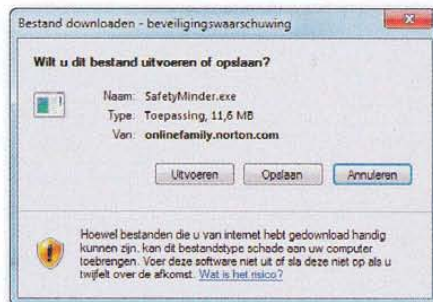 Bestand downloaden - beveiligingswaarschuwing
Wilt u dit bestand uitvoeren of opslaan?
Naam: SafetyMinder.exe
Type: Toepassing, 11,6 MB
Van: onlinefamily.norton.com
Uitvoeren Opslaan Annuleren
Hoewel bestanden die u van internet hebt gedownload handig
kunnen zijn, kan dit bestandstype schade aan uw computer
toebrengen. Voer deze software niet uit of sla deze niet op als u
twijfelt over de afkomst. Wat is het risico?